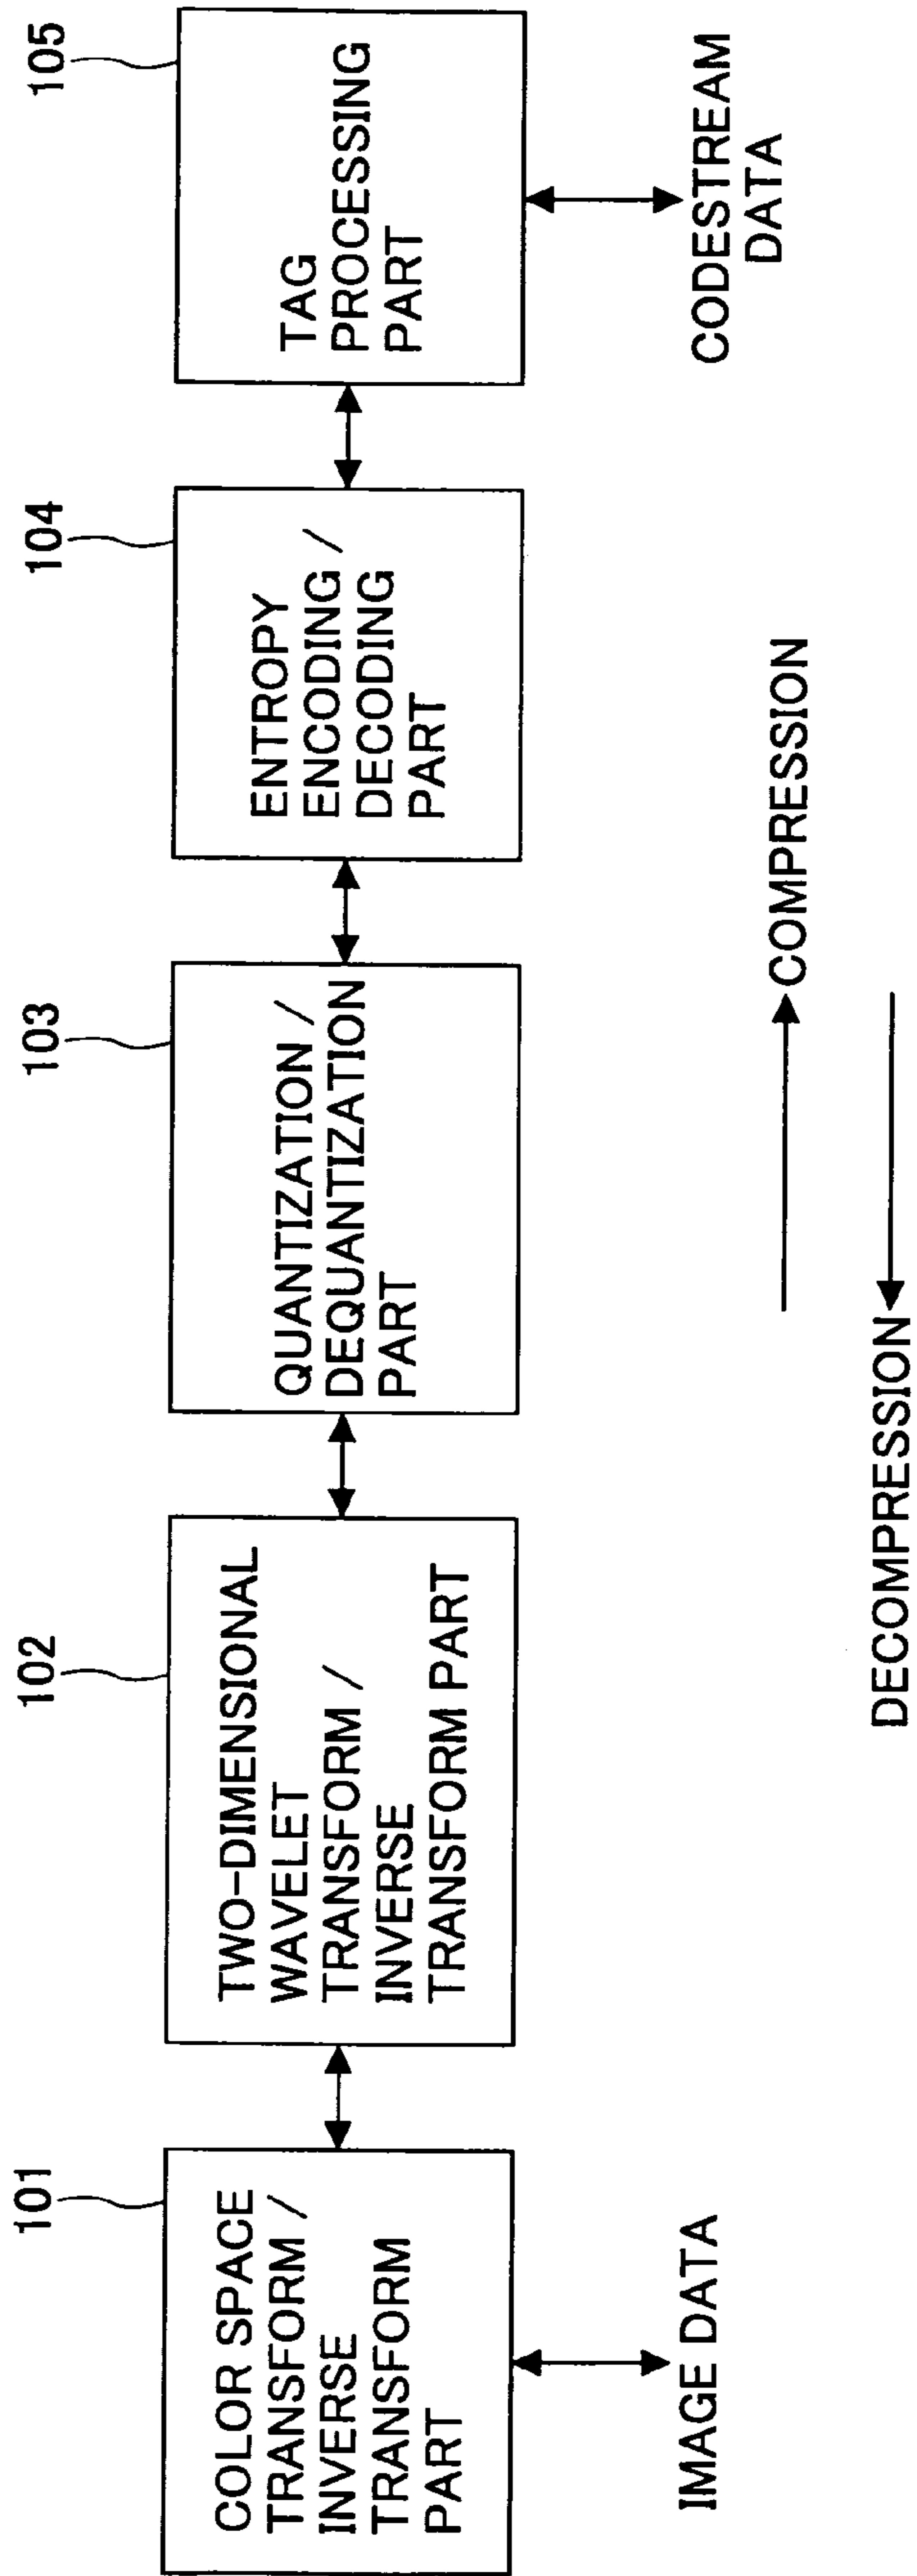 101
COLOR SPACE
TRANSFORM /
INVERSE
TRANSFORM
PART
102
TWO-DIMENSIONAL
WAVELET
TRANSFORM /
INVERSE
TRANSFORM PART
103
QUANTIZATION /
DEQUANTIZATION
PART
104
ENTROPY
ENCODING /
DECODING
PART
105
TAG
PROCESSING
PART
IMAGE DATA
CODESTREAM
DATA
COMPRESSION
DECOMPRESSION